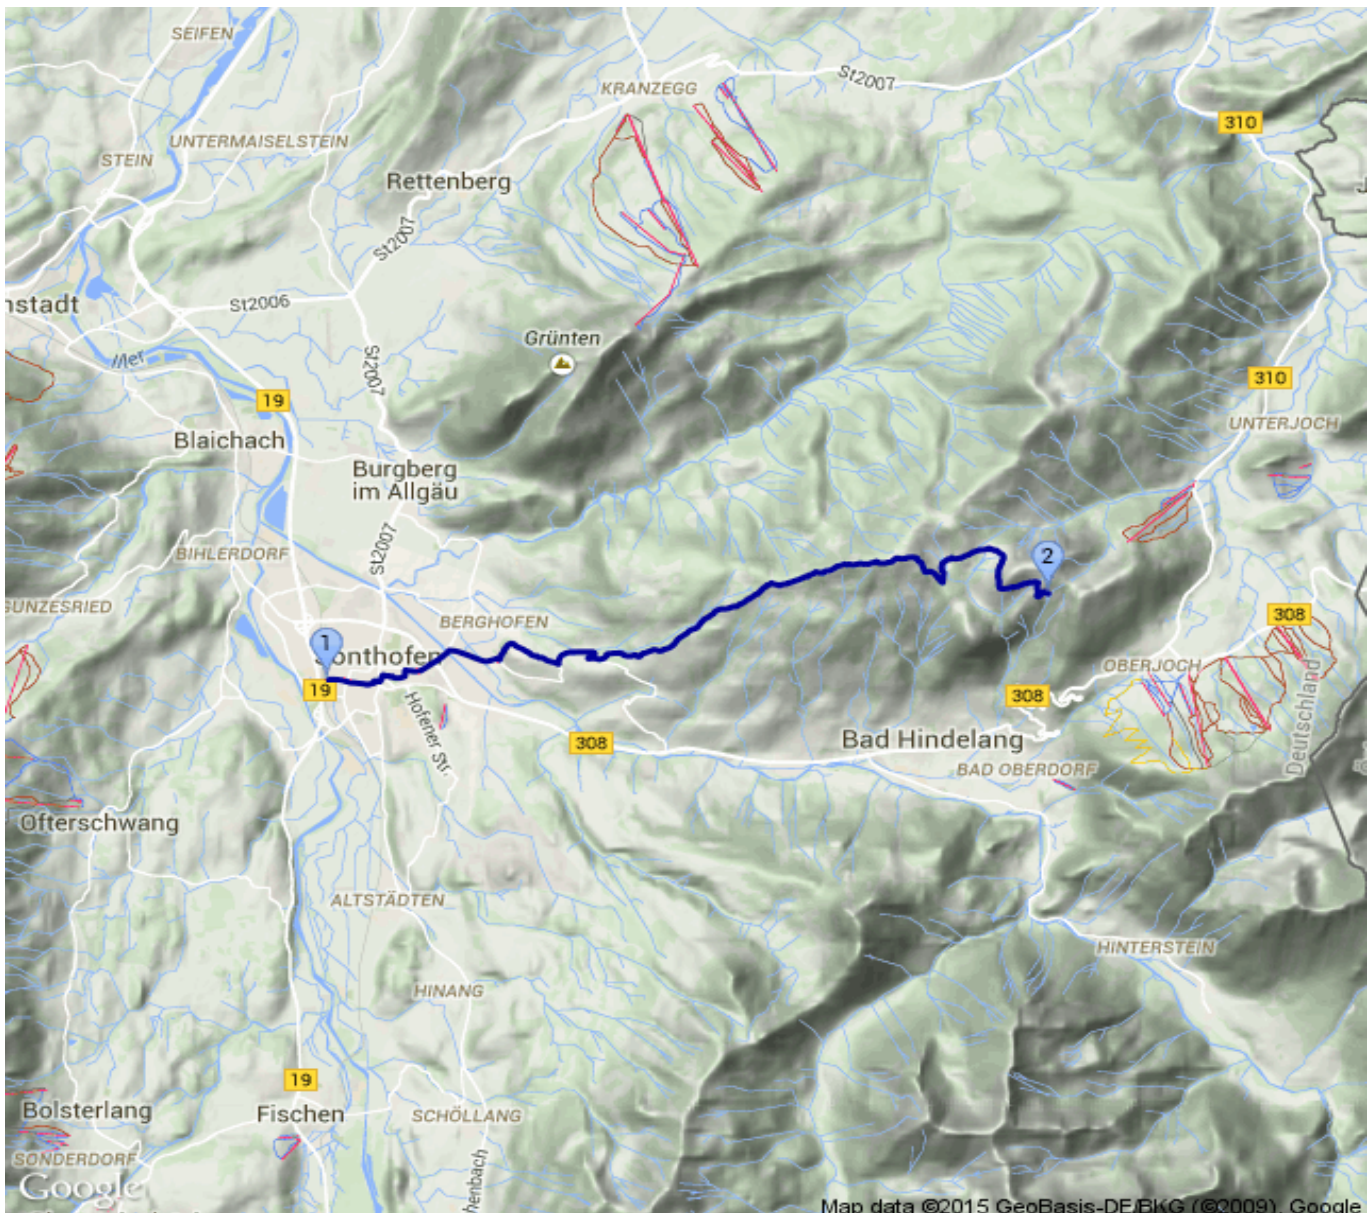 SEIFEN
KRANZEGG
St2007
310
UNTERMAISELSTEIN
STEIN
Rettenberg
St2007
nstadt
St2006
Grünten
Iller
St2007
310
19
UNTERJOCH
Blaichach
Burgberg
im Allgäu
St2007
BIHLERDORF
2
GUNZESRIED
BERGHOFEN
308
1
Sonthofen
OBERJOCH
19
308
Hofener Str.
Deutschland
308
Bad Hindelang
BAD OBERDORF
Ofterschwang
ALTSTÄDTEN
HINTERSTEIN
HINANG
19
Bolsterlang
Fischen
SCHÖLLANG
SONDERDORF
henbach
Google
Map data ©2015 GeoBasis-DE/BKG (©2009), Google